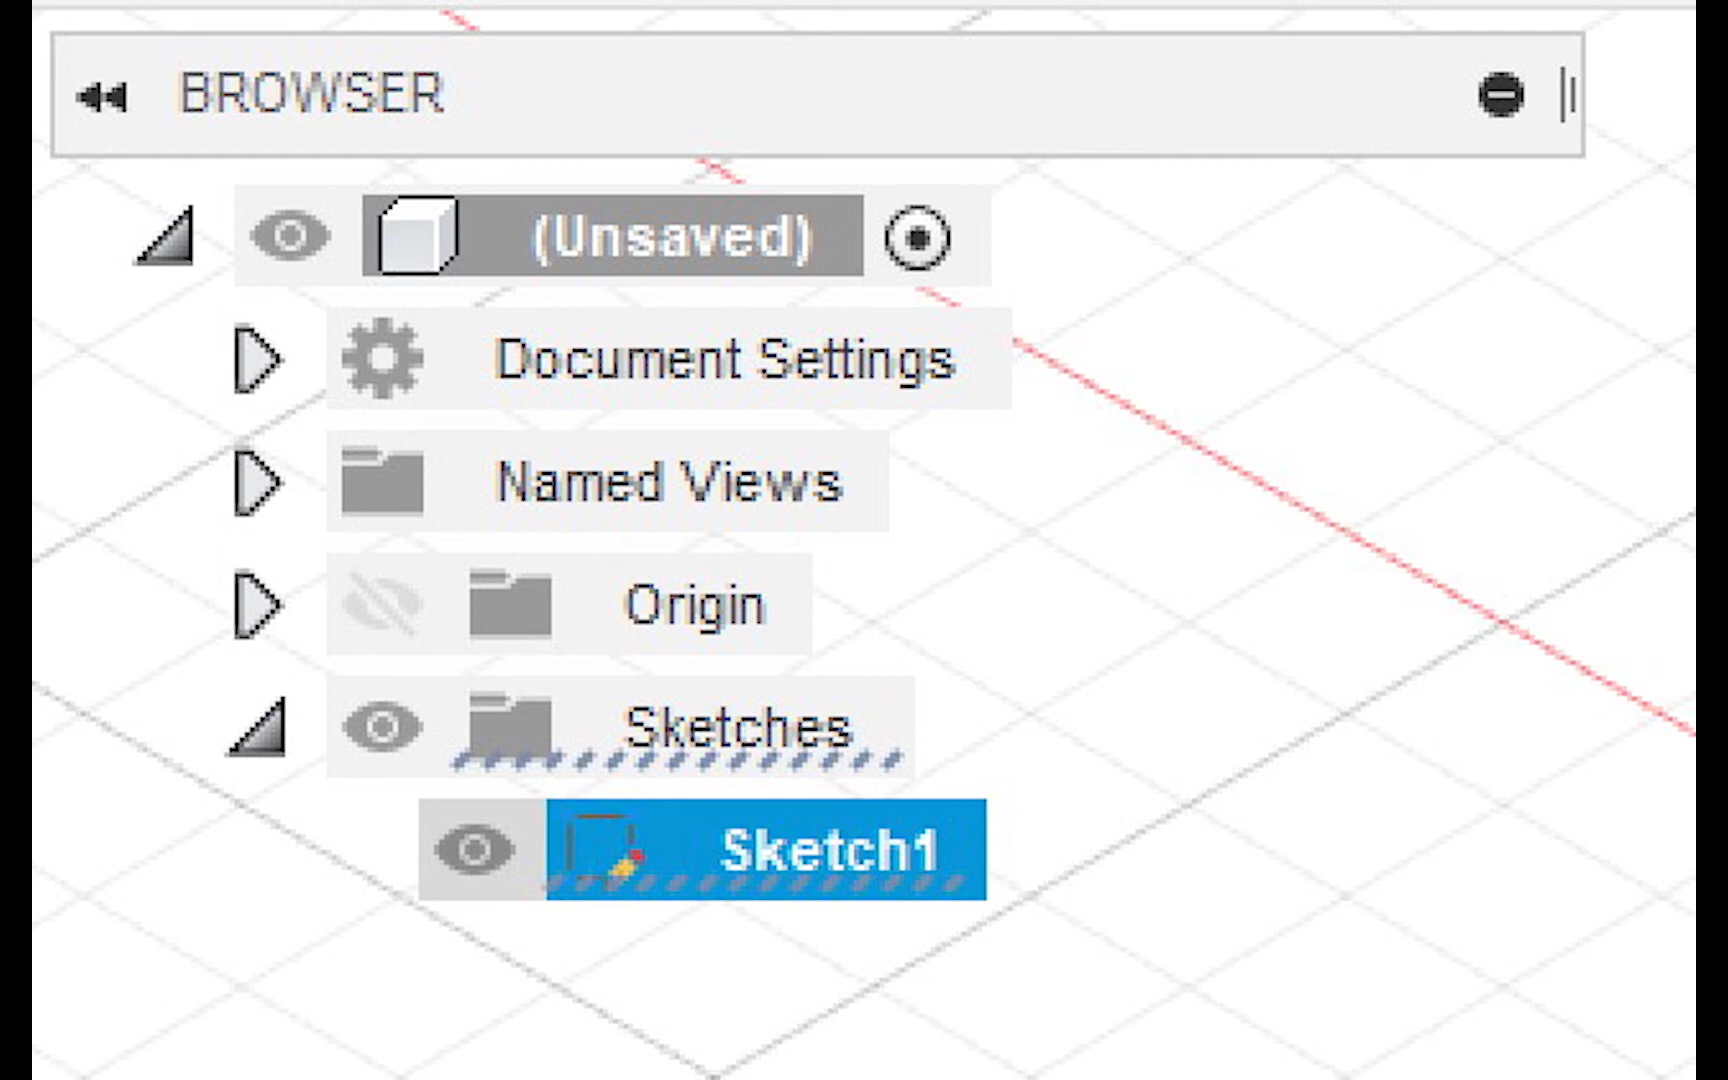 BROWSER
(Unsaved)
Document Settings
Named Views
Origin
Sketches
Sketch1